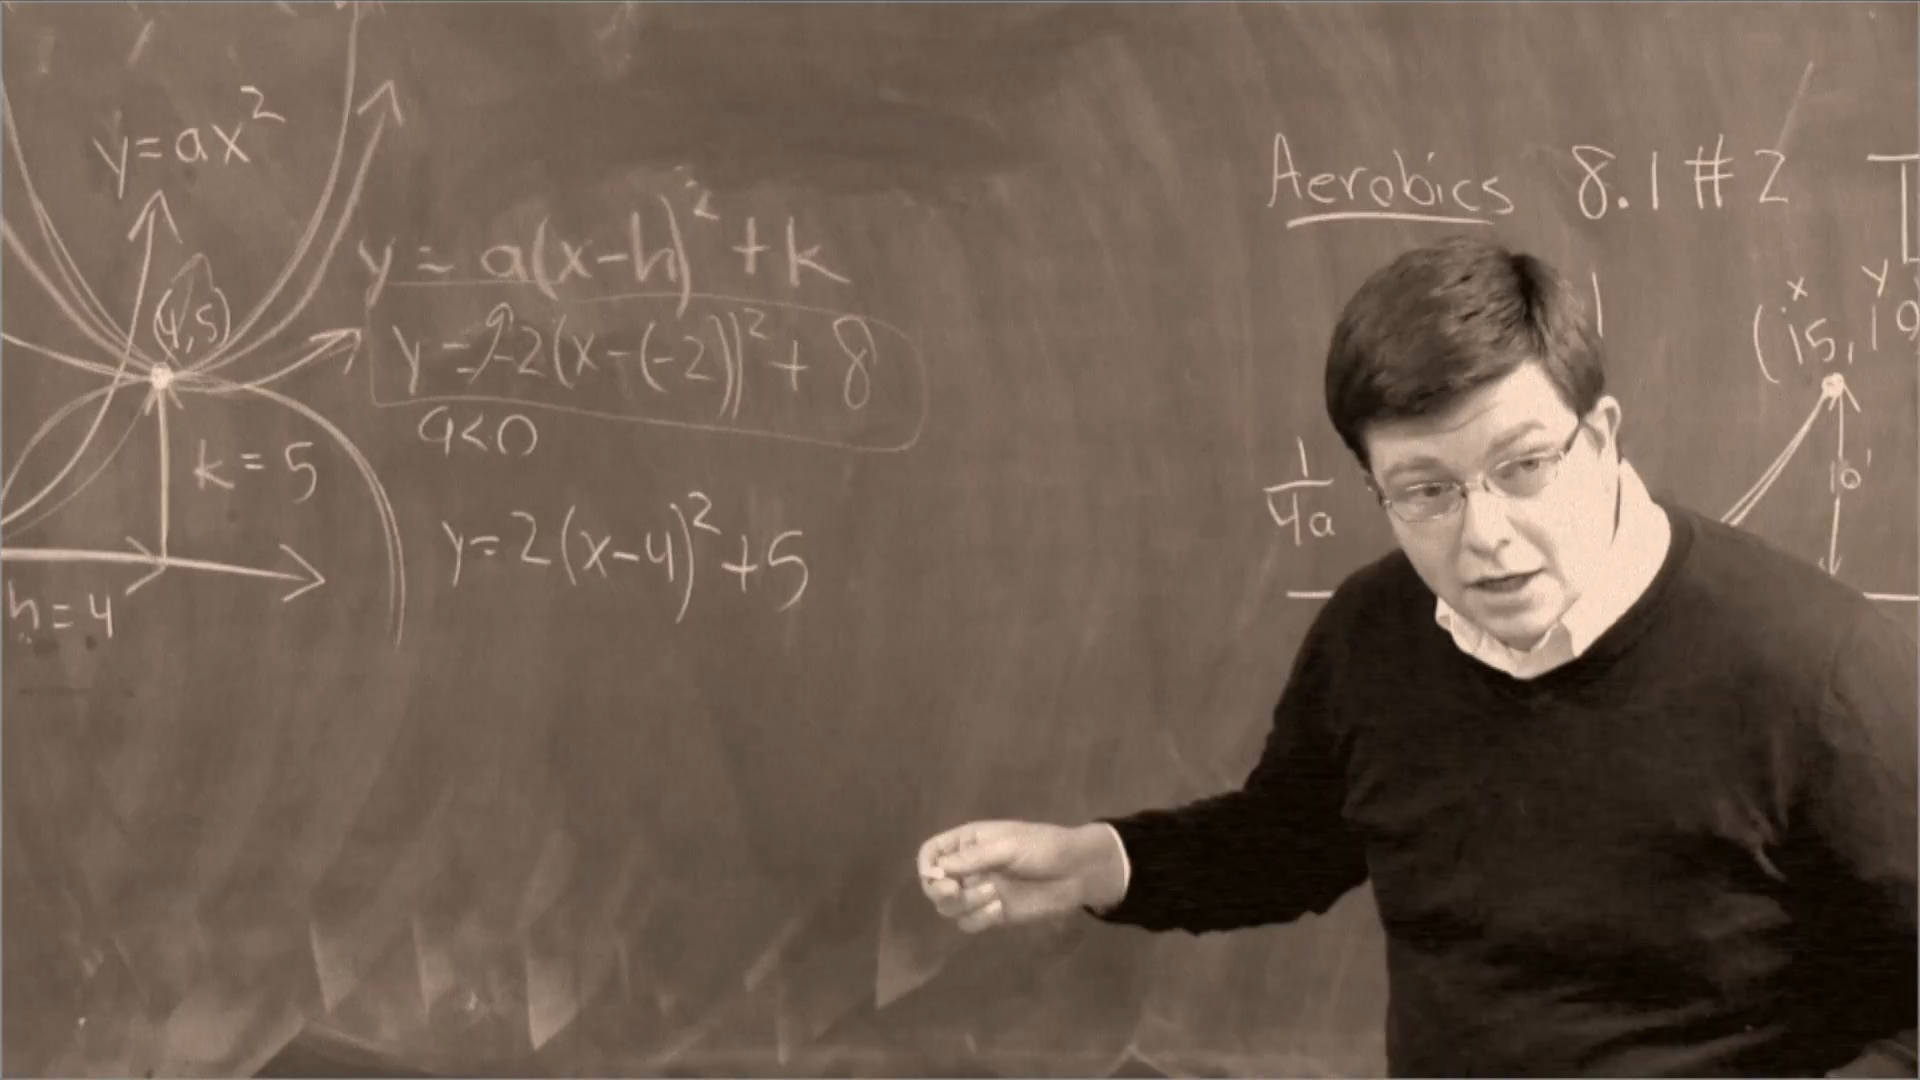 y=ax²
(4,5)
k=5
h=4
y = a(x-h)² + k
y = -2(x-(-2))² + 8
a<0
y=2(x-4)²+5
Aerobics 8.1 #2
1
4a
x y
(15, 19
10'